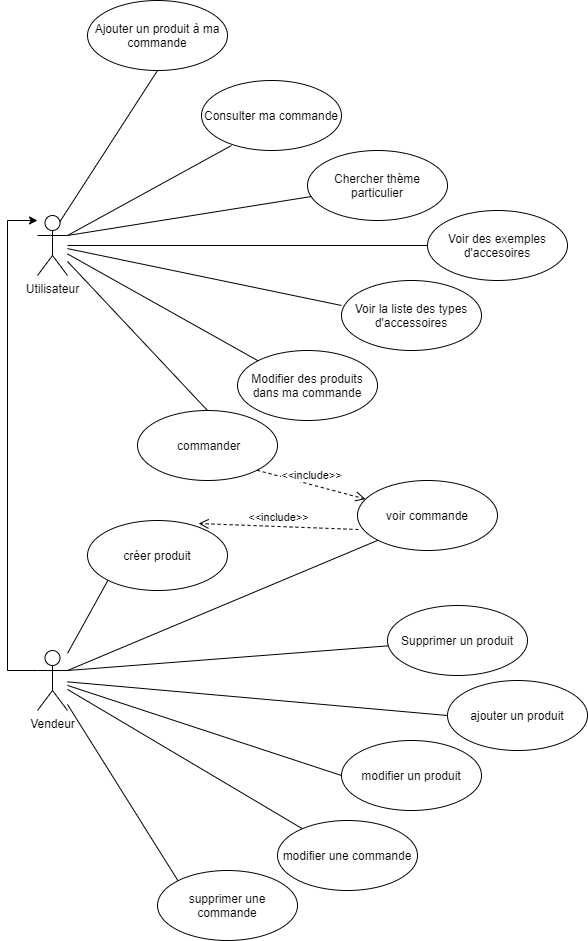 Ajouter un produit à ma
commande
Consulter ma commande
Chercher thème
particulier
Voir des exemples
d'accesoires
Utilisateur
Voir la liste des types
d'accessoires
Modifier des produits
dans ma commande
commander
<<include>>
voir commande
<<include>>
créer produit
Supprimer un produit
Vendeur
ajouter un produit
modifier un produit
modifier une commande
supprimer une
commande